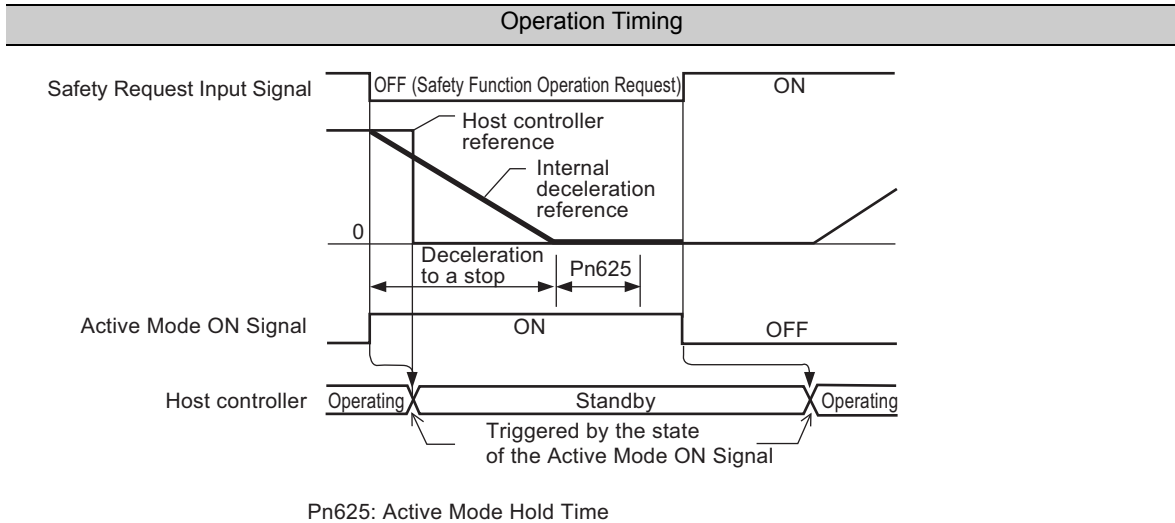 Operation Timing
Safety Request Input Signal
OFF (Safety Function Operation Request)
ON
Host controller
reference
Internal
deceleration
reference
0
Deceleration
to a stop
Pn625
Active Mode ON Signal
ON
OFF
Host controller
Operating
Standby
Operating
Triggered by the state
of the Active Mode ON Signal
Pn625: Active Mode Hold Time